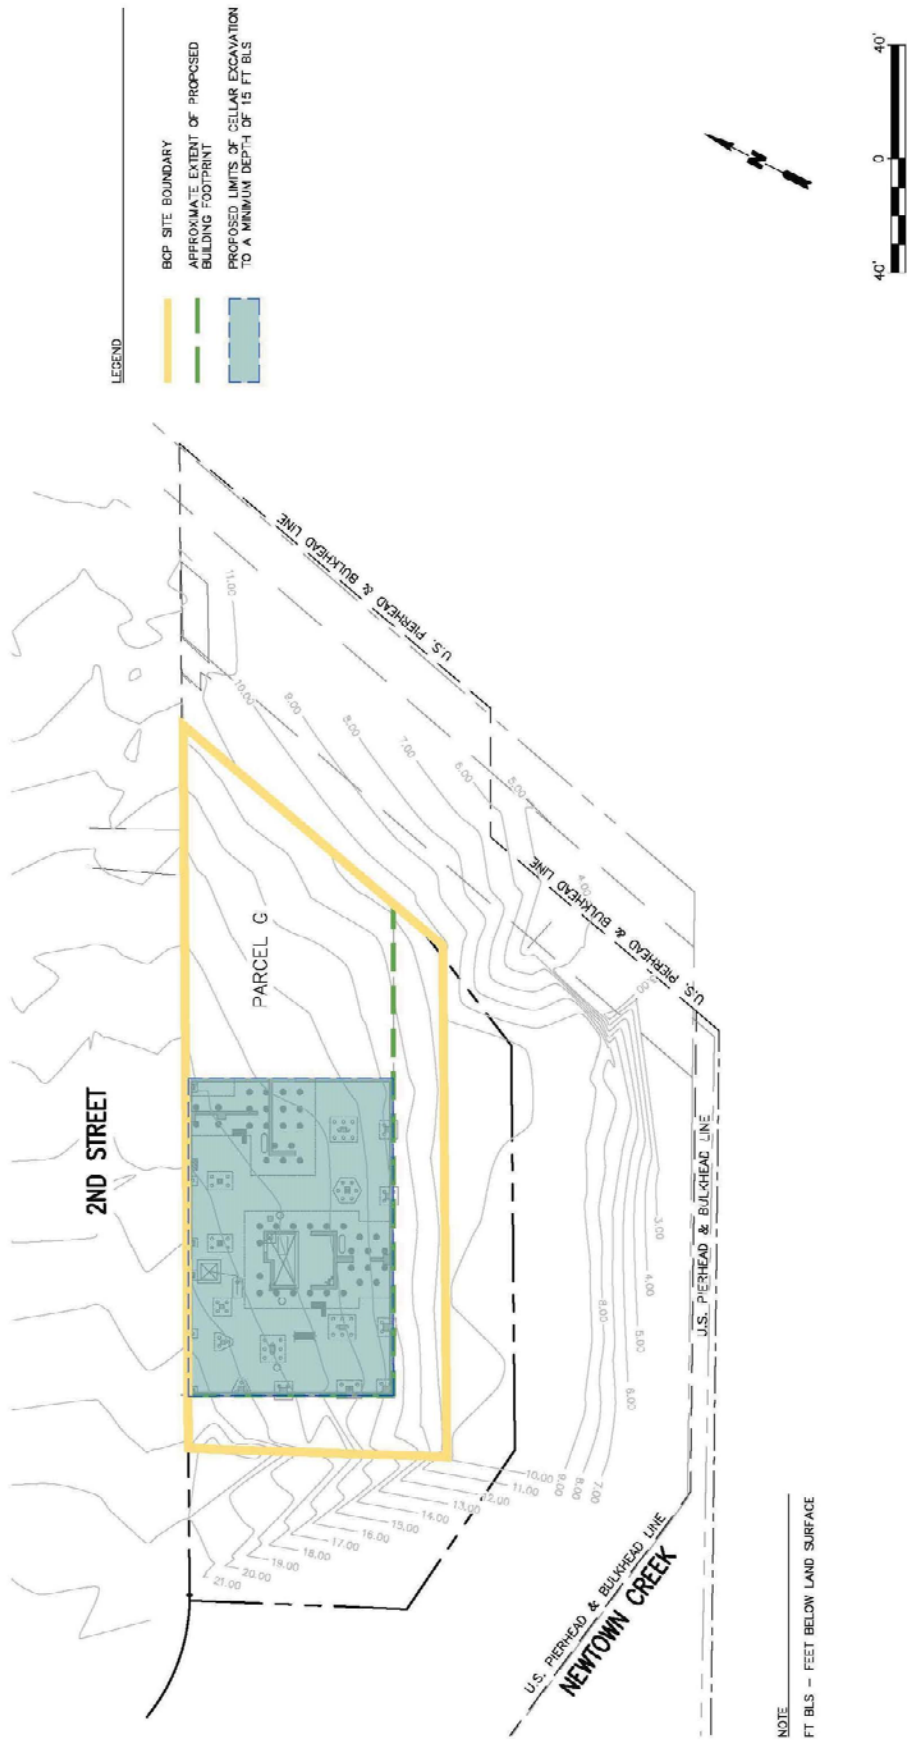 LEGEND
BCP SITE BOUNDARY
APPROXIMATE EXTENT OF PROPOSED
BUILDING FOOTPRINT
PROPOSED LIMITS OF CELLAR EXCAVATION
TO A MINIMUM DEPTH OF 15 FT BLS
N
40'
0
40'
2ND STREET
PARCEL G
11.00
10.00
9.00
8.00
7.00
6.00
5.00
4.00
U.S. PIERHEAD & BULKHEAD LINE
U.S. PIERHEAD & BULKHEAD LINE
U.S. PIERHEAD & BULKHEAD LINE
3.00
4.00
5.00
6.00
8.00
21.00
20.00
19.00
18.00
17.00
16.00
15.00
14.00
13.00
12.00
11.00
10.00
9.00
8.00
7.00
U.S. PIERHEAD & BULKHEAD LINE
NEWTOWN CREEK
NOTE
FT BLS – FEET BELOW LAND SURFACE